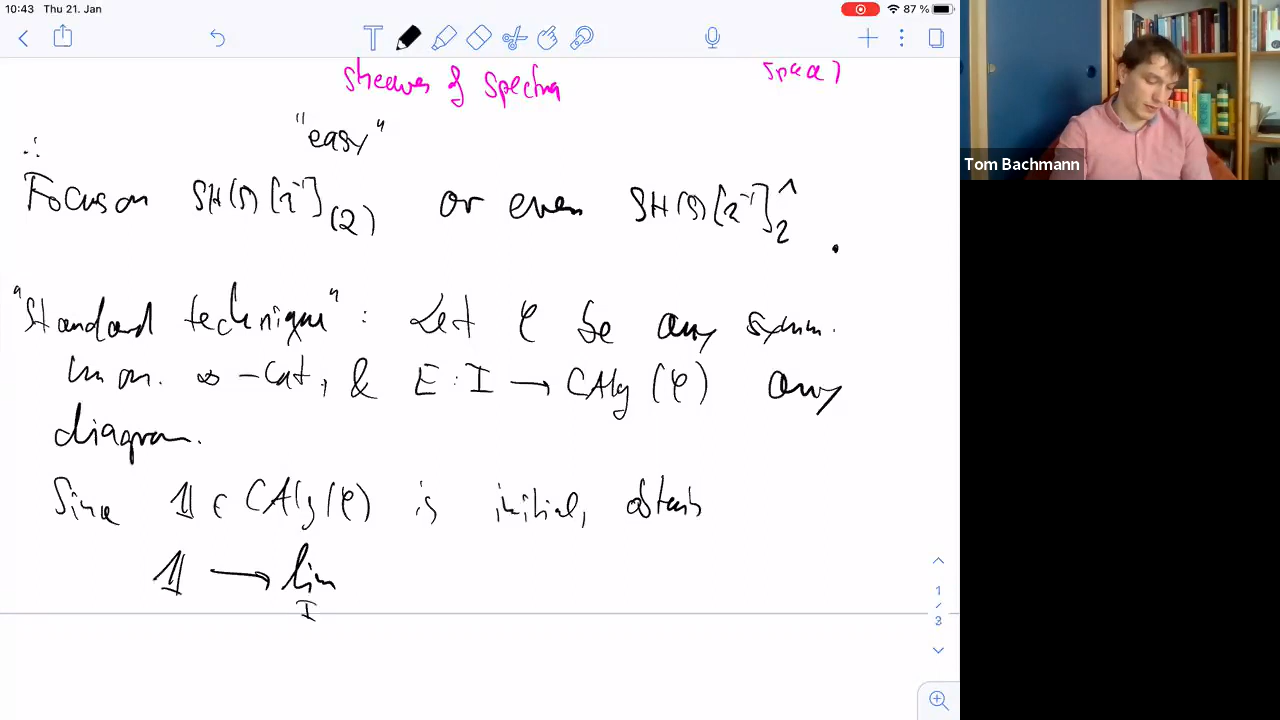 10:43 Thu 21. Jan
87 %
sheaves of spectra
"easy"
∴
Focus on SH(S)[η⁻¹]₍₂₎ or even SH(S)[η⁻¹]₂^ .
"Standard technique": Let 𝒞 be any symm.
mon. ∞-cat, & E : I → CAlg(𝒞) any
diagram.
Since 𝟙 ∈ CAlg(𝒞) is initial, obtain
𝟙 → lim
I
1
/
3
Tom Bachmann